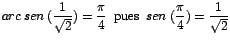 arc sen (1/√2) = π/4 pues sen (π/4) = 1/√2